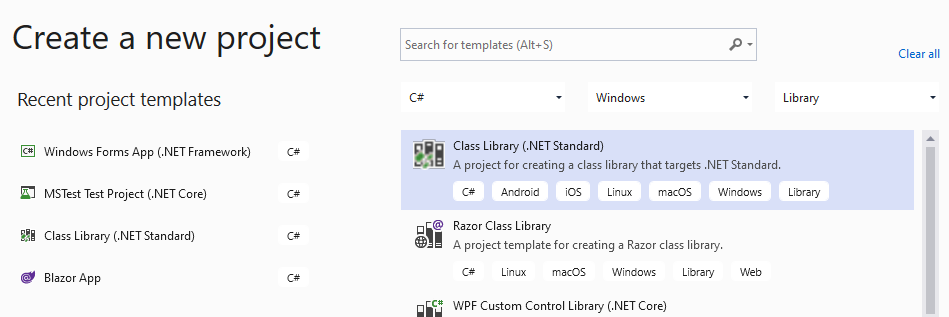 Create a new project
Search for templates (Alt+S)
Clear all
Recent project templates
C#
Windows
Library
C# Windows Forms App (.NET Framework) C#
MSTest Test Project (.NET Core) C#
Class Library (.NET Standard) C#
Blazor App C#
Class Library (.NET Standard)
A project for creating a class library that targets .NET Standard.
C# Android iOS Linux macOS Windows Library
@
Razor Class Library
A project template for creating a Razor class library.
C# Linux macOS Windows Library Web
C#
WPF Custom Control Library (.NET Core)